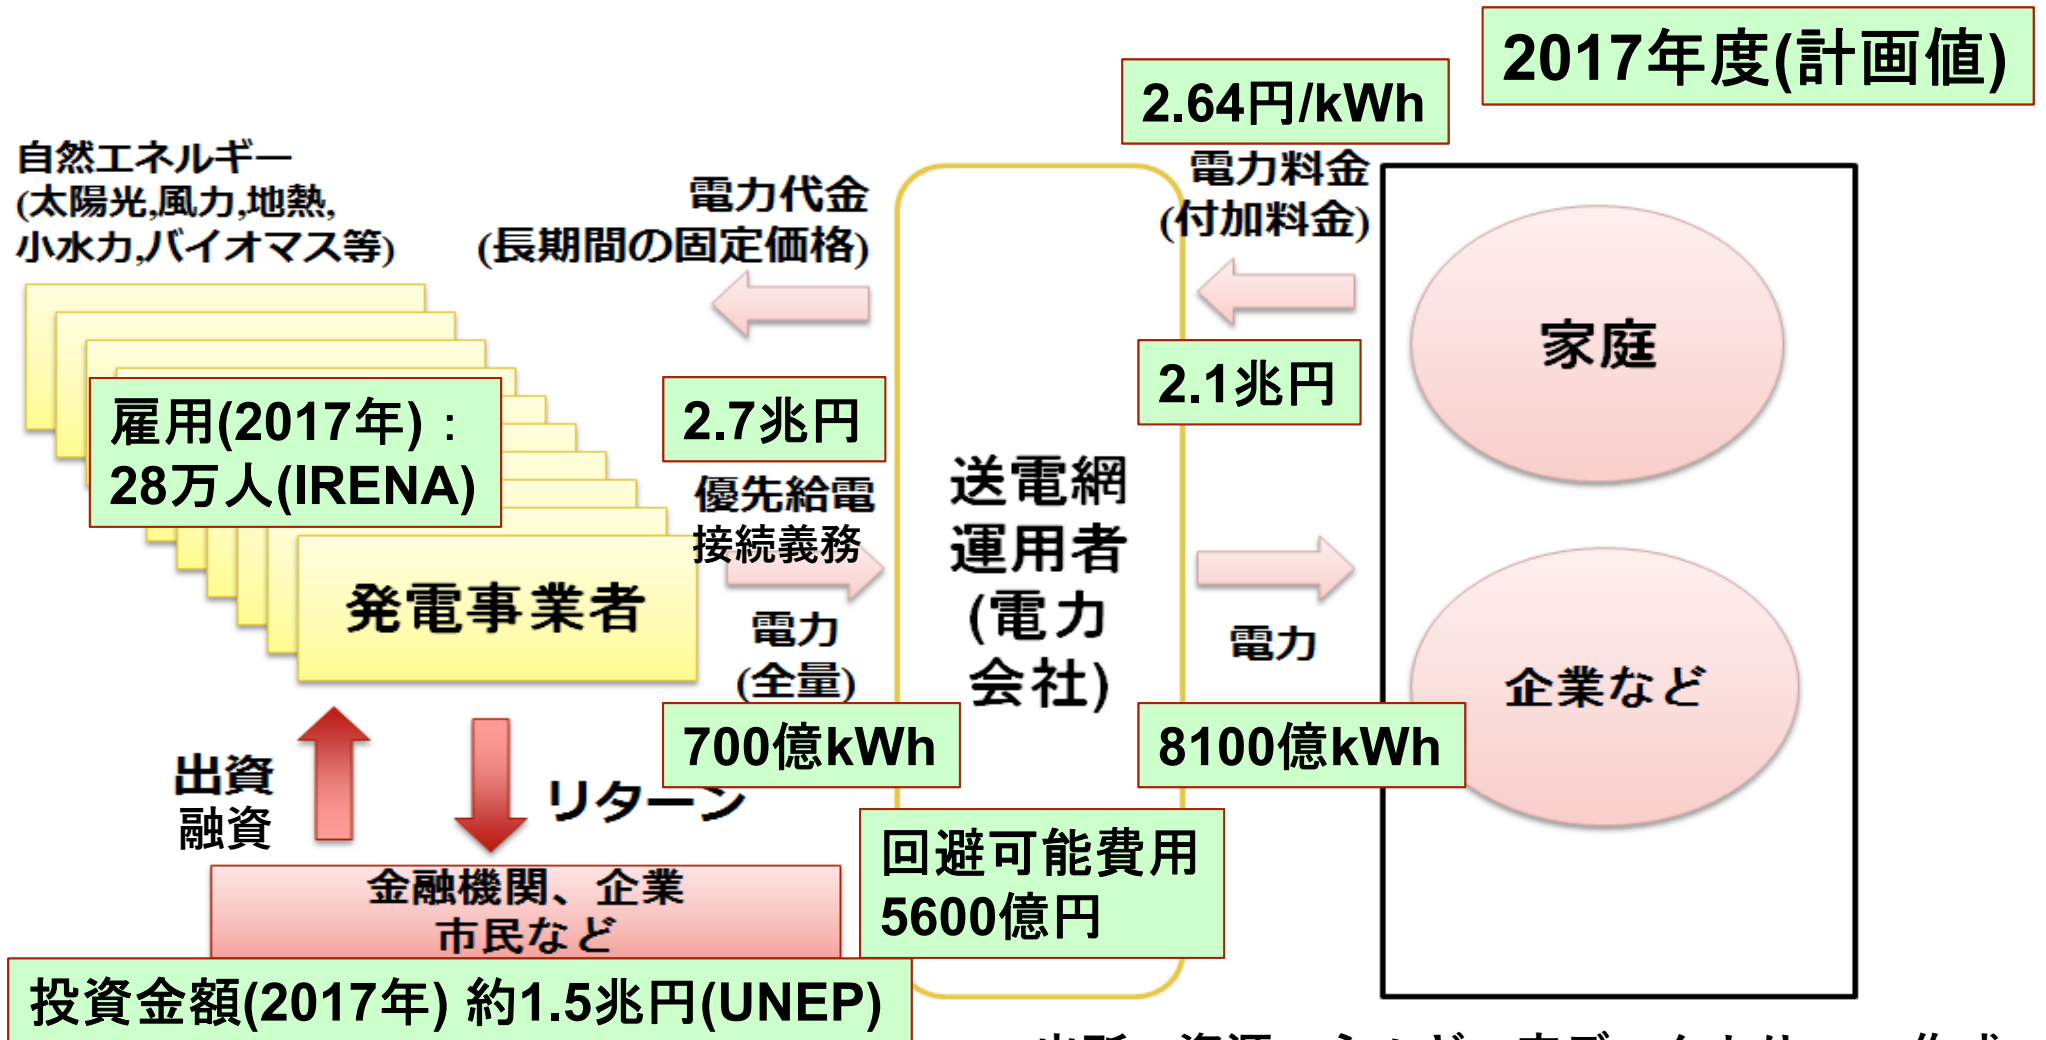 2017年度(計画値)
2.64円/kWh
自然エネルギー
(太陽光,風力,地熱,
小水力,バイオマス等)
電力代金
(長期間の固定価格)
電力料金
(付加料金)
家庭
2.1兆円
雇用(2017年)：
28万人(IRENA)
2.7兆円
優先給電
接続義務
送電網
運用者
(電力
会社)
発電事業者
電力
(全量)
電力
企業など
700億kWh
8100億kWh
出資
融資
リターン
回避可能費用
5600億円
金融機関、企業
市民など
投資金額(2017年) 約1.5兆円(UNEP)